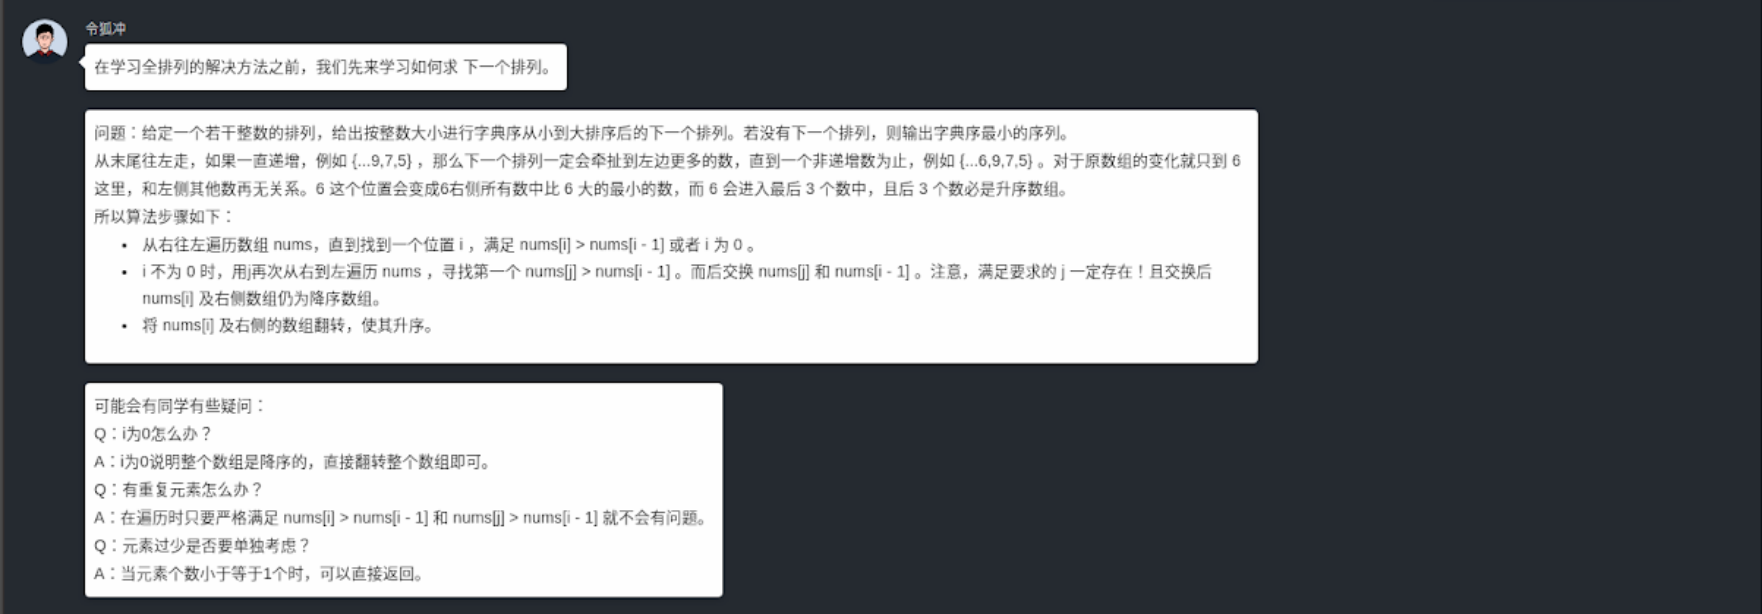 令狐冲
在学习全排列的解决方法之前，我们先来学习如何求 下一个排列。
问题：给定一个若干整数的排列，给出按整数大小进行字典序从小到大排序后的下一个排列。若没有下一个排列，则输出字典序最小的序列。
从末尾往左走，如果一直递增，例如 {...9,7,5} ，那么下一个排列一定会牵扯到左边更多的数，直到一个非递增数为止，例如 {...6,9,7,5} 。对于原数组的变化就只到 6
这里，和左侧其他数再无关系。6 这个位置会变成6右侧所有数中比 6 大的最小的数，而 6 会进入最后 3 个数中，且后 3 个数必是升序数组。
所以算法步骤如下：
• 从右往左遍历数组 nums，直到找到一个位置 i ，满足 nums[i] > nums[i - 1] 或者 i 为 0 。
• i 不为 0 时，用j再次从右到左遍历 nums ，寻找第一个 nums[j] > nums[i - 1] 。而后交换 nums[j] 和 nums[i - 1] 。注意，满足要求的 j 一定存在！且交换后
nums[i] 及右侧数组仍为降序数组。
• 将 nums[i] 及右侧的数组翻转，使其升序。
可能会有同学有些疑问：
Q：i为0怎么办？
A：i为0说明整个数组是降序的，直接翻转整个数组即可。
Q：有重复元素怎么办？
A：在遍历时只要严格满足 nums[i] > nums[i - 1] 和 nums[j] > nums[i - 1] 就不会有问题。
Q：元素过少是否要单独考虑？
A：当元素个数小于等于1个时，可以直接返回。